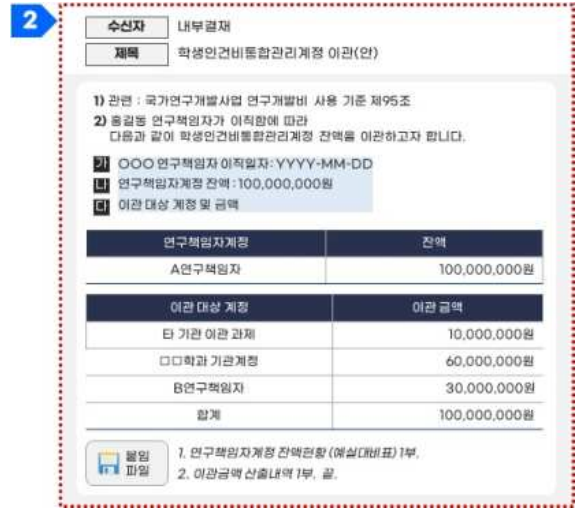 2
수신자 내부결재
제목 학생인건비통합관리계정 이관(안)
1) 관련 : 국가연구개발사업 연구개발비 사용 기준 제95조
2) 홍길동 연구책임자가 이직함에 따라
다음과 같이 학생인건비통합관리계정 잔액을 이관하고자 합니다.
가 OOO 연구책임자 이직일자: YYYY-MM-DD
나 연구책임자계정 잔액 : 100,000,000원
다 이관 대상 계정 및 금액
연구책임자계정 잔액
A연구책임자 100,000,000원
이관 대상 계정 이관 금액
타 기관 이관 과제 10,000,000원
□□학과 기관계정 60,000,000원
B연구책임자 30,000,000원
합계 100,000,000원
붙임 파일
1. 연구책임자계정 잔액현황 (예실대비표) 1부.
2. 이관금액 산출내역 1부. 끝.